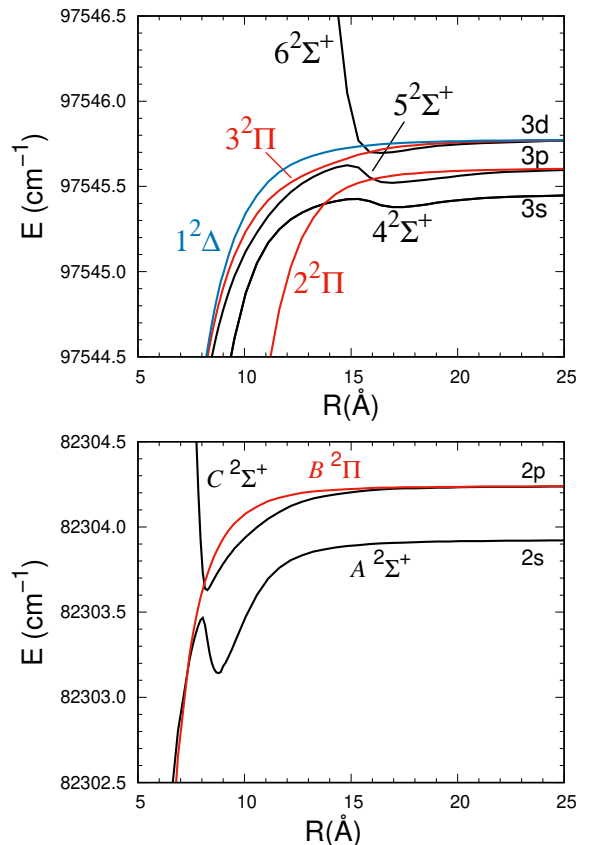 97546.5
6²Σ⁺
97546.0
5²Σ⁺
3d
3²Π
3p
97545.5
3s
1²Δ
4²Σ⁺
2²Π
97545.0
97544.5
E (cm⁻¹)
5 10 15 20 25
R(Å)
82304.5
C ²Σ⁺
B ²Π
2p
82304.0
2s
A ²Σ⁺
82303.5
82303.0
82302.5
E (cm⁻¹)
5 10 15 20 25
R(Å)